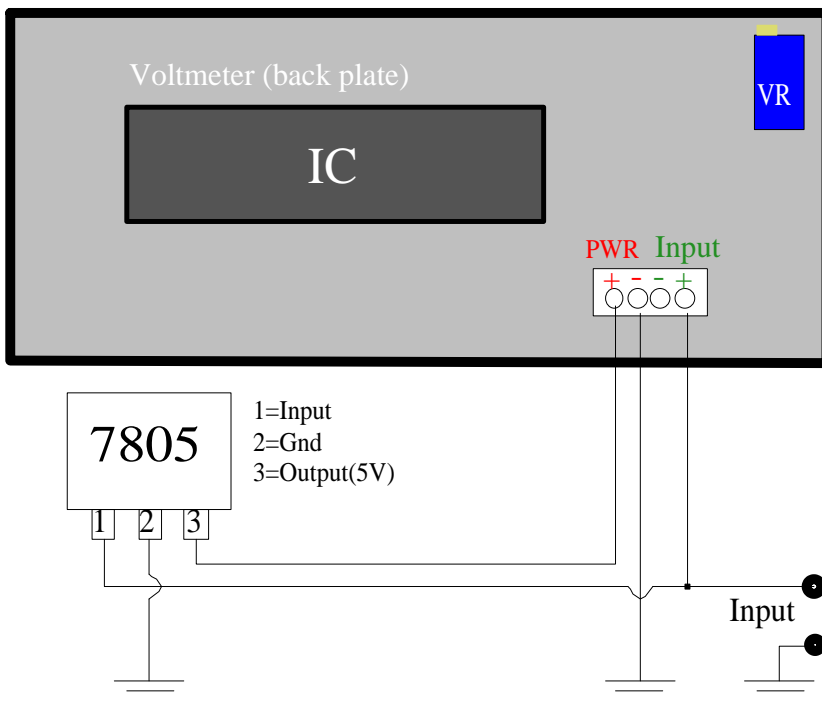 Voltmeter (back plate)
VR
IC
PWR Input
+ - - +
7805
1=Input
2=Gnd
3=Output(5V)
1 2 3
Input